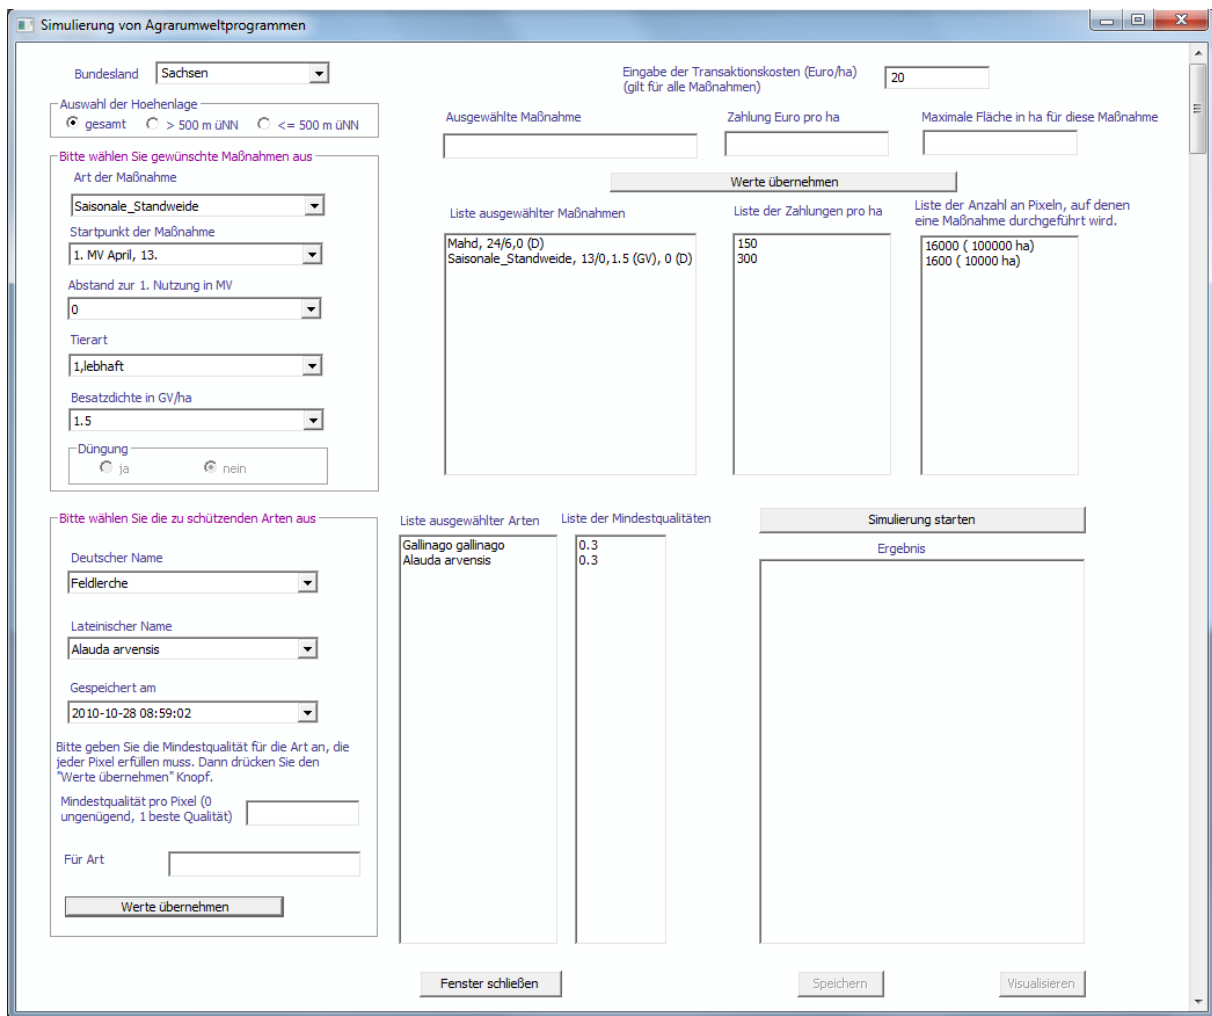 Simulierung von Agrarumweltprogrammen
Bundesland
Sachsen
Auswahl der Hoehenlage
gesamt
> 500 m üNN
<= 500 m üNN
Bitte wählen Sie gewünschte Maßnahmen aus
Art der Maßnahme
Saisonale_Standweide
Startpunkt der Maßnahme
1. MV April, 13.
Abstand zur 1. Nutzung in MV
0
Tierart
1,lebhaft
Besatzdichte in GV/ha
1.5
Düngung
ja
nein
Eingabe der Transaktionskosten (Euro/ha)
(gilt für alle Maßnahmen)
20
Ausgewählte Maßnahme
Zahlung Euro pro ha
Maximale Fläche in ha für diese Maßnahme
Werte übernehmen
Liste ausgewählter Maßnahmen
Mahd, 24/6,0 (D)
Saisonale_Standweide, 13/0,1.5 (GV), 0 (D)
Liste der Zahlungen pro ha
150
300
Liste der Anzahl an Pixeln, auf denen
eine Maßnahme durchgeführt wird.
16000 ( 100000 ha)
1600 ( 10000 ha)
Bitte wählen Sie die zu schützenden Arten aus
Deutscher Name
Feldlerche
Lateinischer Name
Alauda arvensis
Gespeichert am
2010-10-28 08:59:02
Bitte geben Sie die Mindestqualität für die Art an, die
jeder Pixel erfüllen muss. Dann drücken Sie den
"Werte übernehmen" Knopf.
Mindestqualität pro Pixel (0
ungenügend, 1 beste Qualität)
Für Art
Werte übernehmen
Liste ausgewählter Arten
Gallinago gallinago
Alauda arvensis
Liste der Mindestqualitäten
0.3
0.3
Simulierung starten
Ergebnis
Fenster schließen
Speichern
Visualisieren